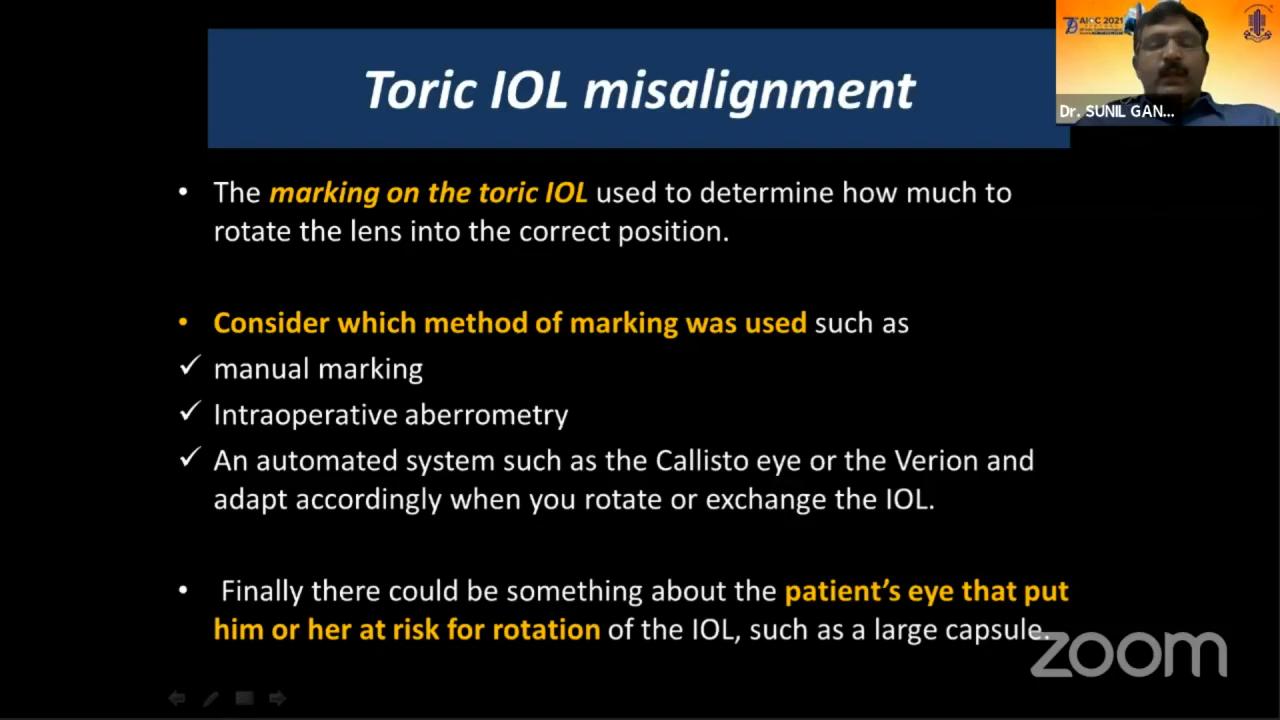 Toric IOL misalignment
AIOC 2021
Dr. SUNIL GAN...
• The marking on the toric IOL used to determine how much to
rotate the lens into the correct position.
• Consider which method of marking was used such as
✓ manual marking
✓ Intraoperative aberrometry
✓ An automated system such as the Callisto eye or the Verion and
adapt accordingly when you rotate or exchange the IOL.
• Finally there could be something about the patient’s eye that put
him or her at risk for rotation of the IOL, such as a large capsule.
zoom